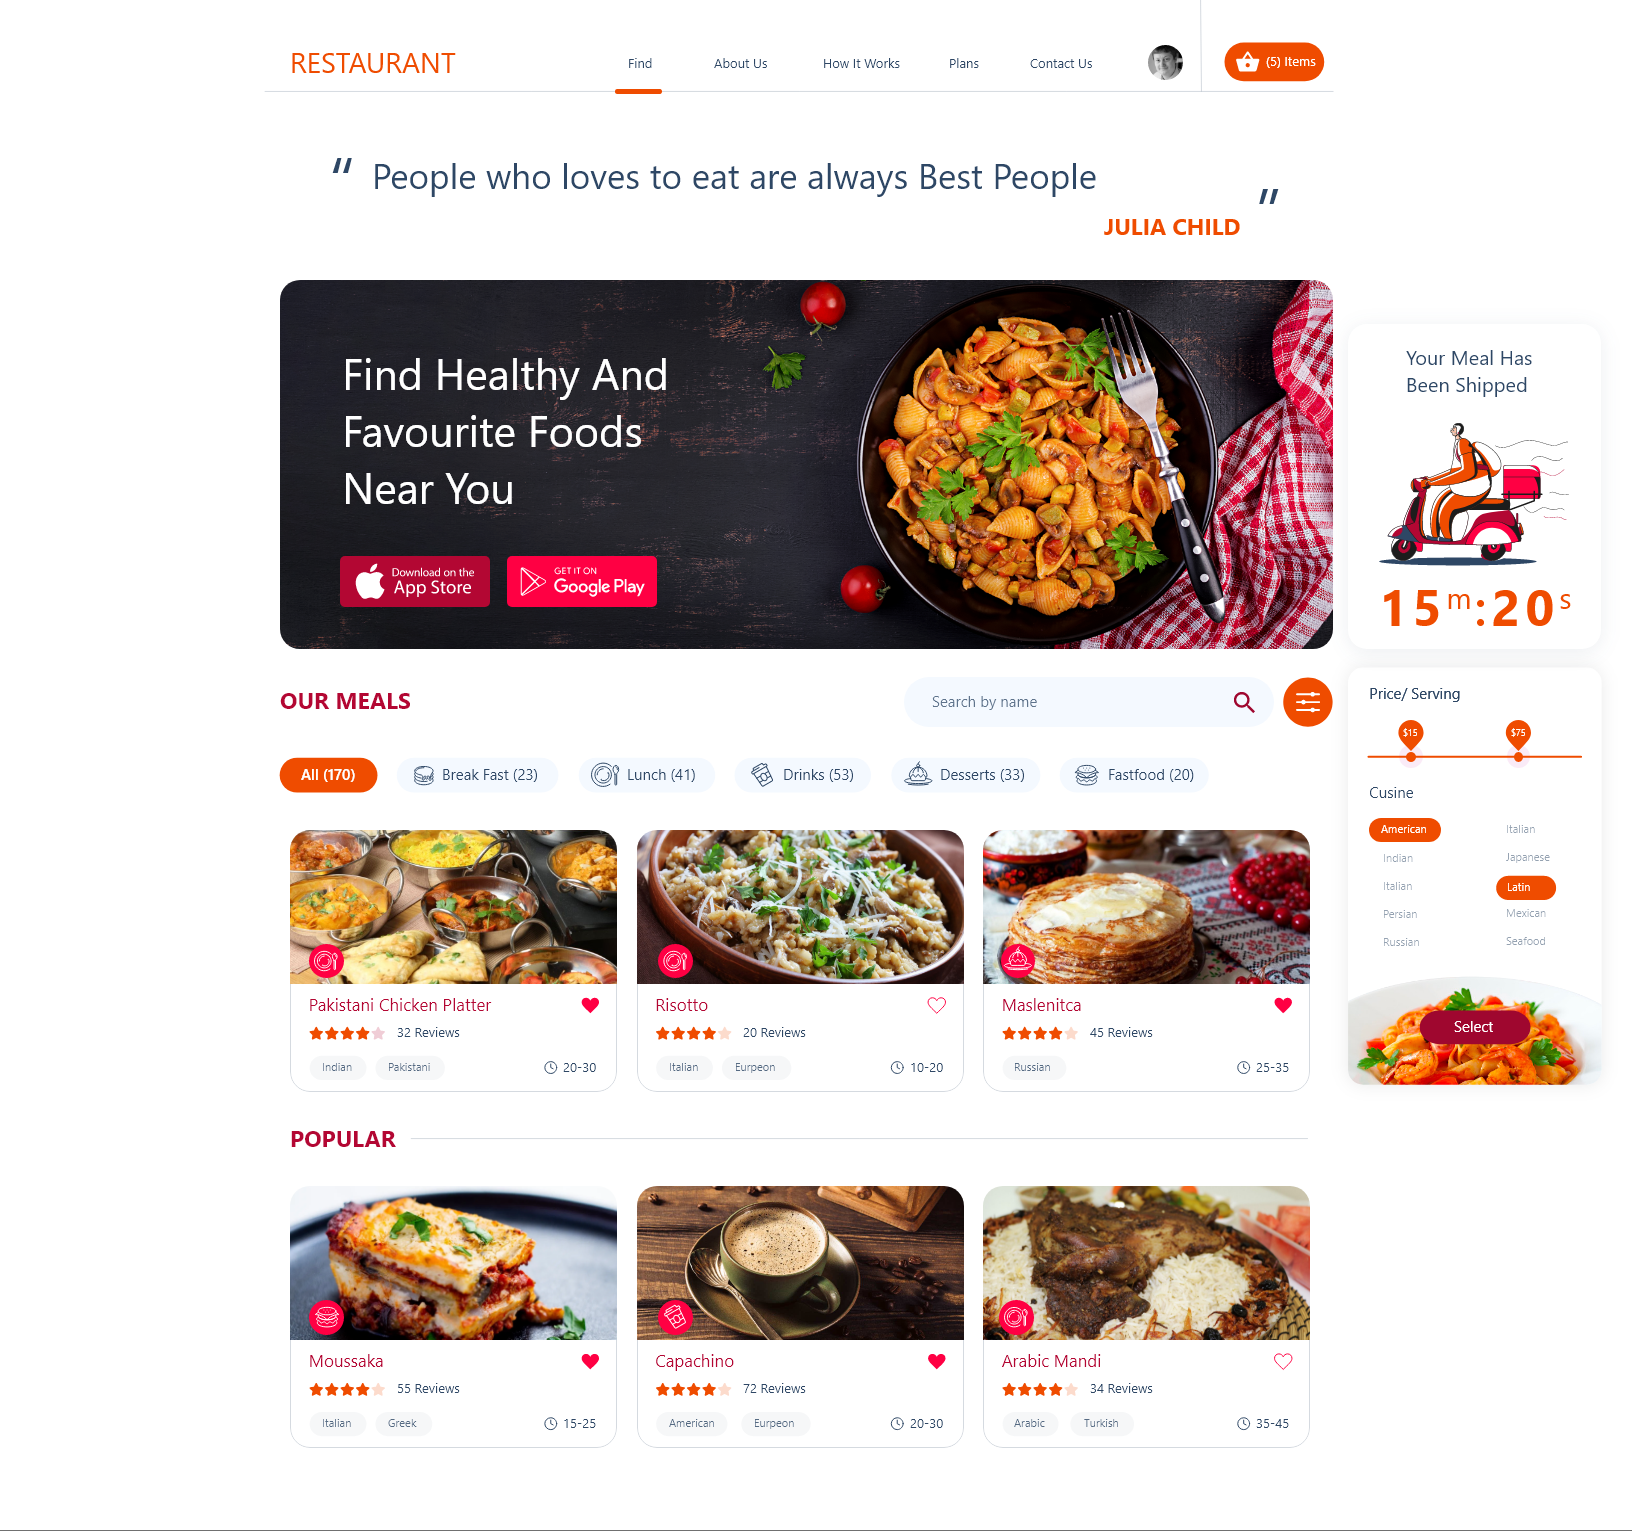 RESTAURANT
Find
About Us
How It Works
Plans
Contact Us
(5) Items
“ People who loves to eat are always Best People ”
JULIA CHILD
Find Healthy And
Favourite Foods
Near You
Download on the
App Store
GET IT ON
Google Play
Your Meal Has
Been Shipped
15m:20s
OUR MEALS
Search by name
All (170)
Break Fast (23)
Lunch (41)
Drinks (53)
Desserts (33)
Fastfood (20)
Price/ Serving
$15
$75
Cusine
American
Italian
Indian
Japanese
Italian
Latin
Persian
Mexican
Russian
Seafood
Select
Pakistani Chicken Platter
32 Reviews
Indian
Pakistani
20-30
Risotto
20 Reviews
Italian
Eurpeon
10-20
Maslenitca
45 Reviews
Russian
25-35
POPULAR
Moussaka
55 Reviews
Italian
Greek
15-25
Capachino
72 Reviews
American
Eurpeon
20-30
Arabic Mandi
34 Reviews
Arabic
Turkish
35-45